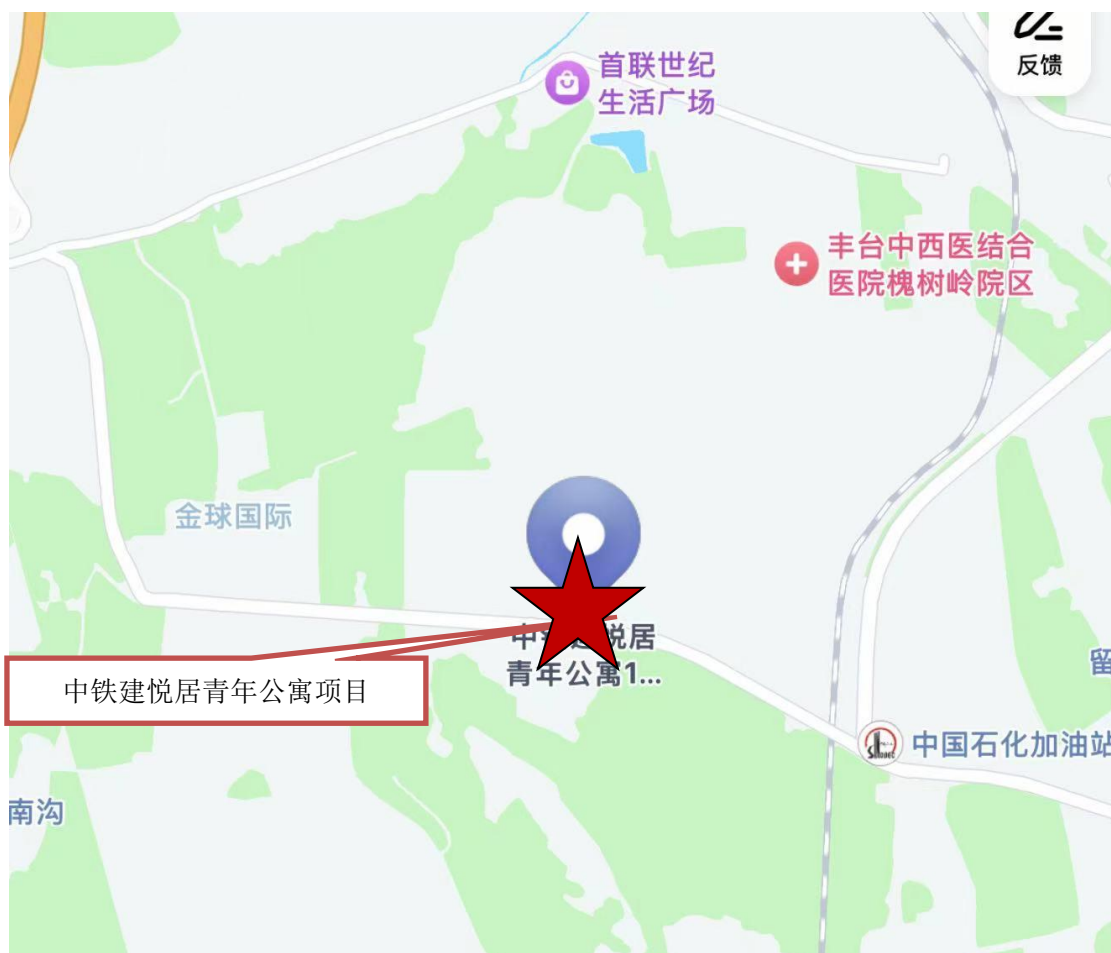 反馈
首联世纪
生活广场
丰台中西医结合
医院槐树岭院区
金球国际
悦居
青年公寓1...
中铁建悦居青年公寓项目
留
中国石化加油站
南沟